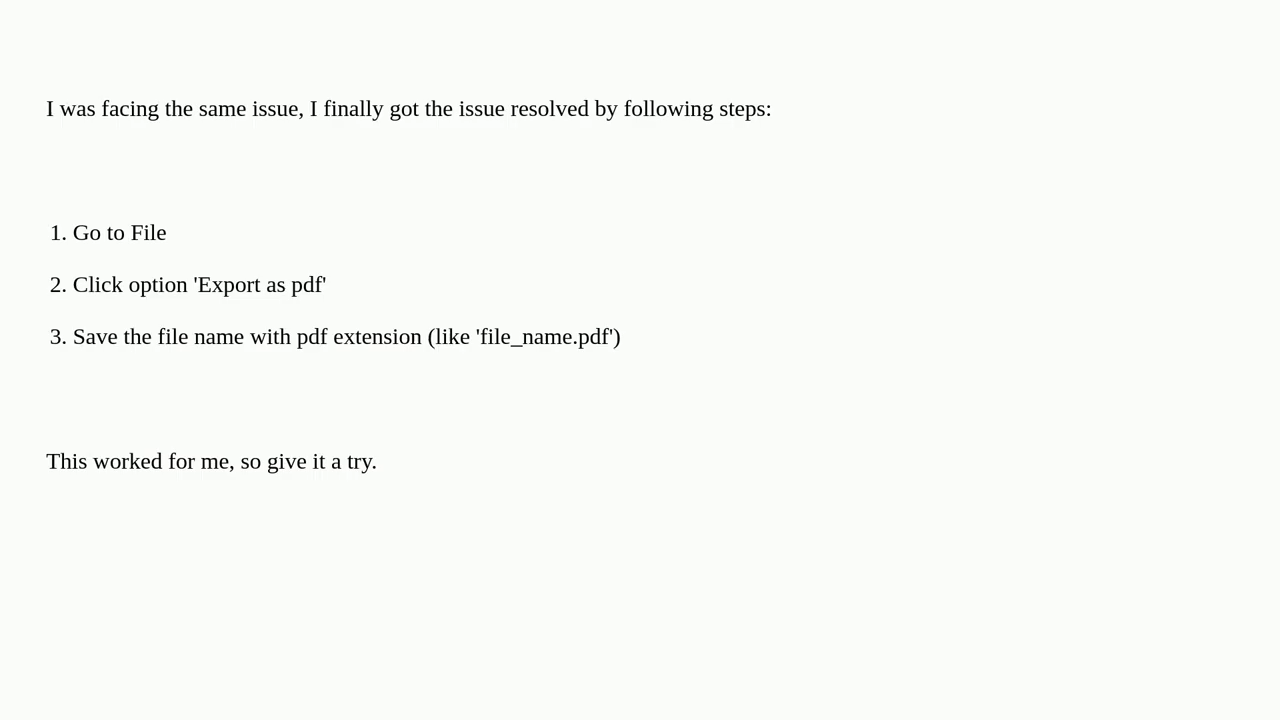 I was facing the same issue, I finally got the issue resolved by following steps:
1. Go to File
2. Click option 'Export as pdf'
3. Save the file name with pdf extension (like 'file_name.pdf')
This worked for me, so give it a try.